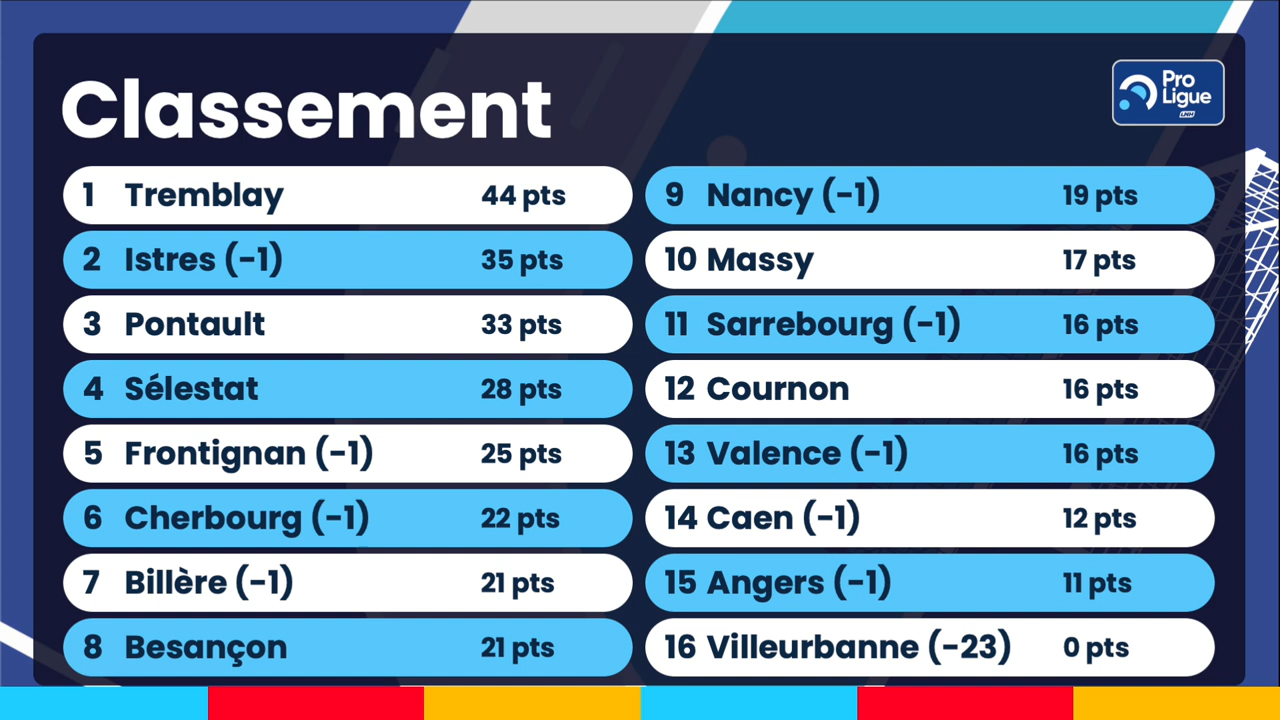 Classement
Pro
Ligue
LNH
1 Tremblay 44 pts
2 Istres (-1) 35 pts
3 Pontault 33 pts
4 Sélestat 28 pts
5 Frontignan (-1) 25 pts
6 Cherbourg (-1) 22 pts
7 Billère (-1) 21 pts
8 Besançon 21 pts
9 Nancy (-1) 19 pts
10 Massy 17 pts
11 Sarrebourg (-1) 16 pts
12 Cournon 16 pts
13 Valence (-1) 16 pts
14 Caen (-1) 12 pts
15 Angers (-1) 11 pts
16 Villeurbanne (-23) 0 pts